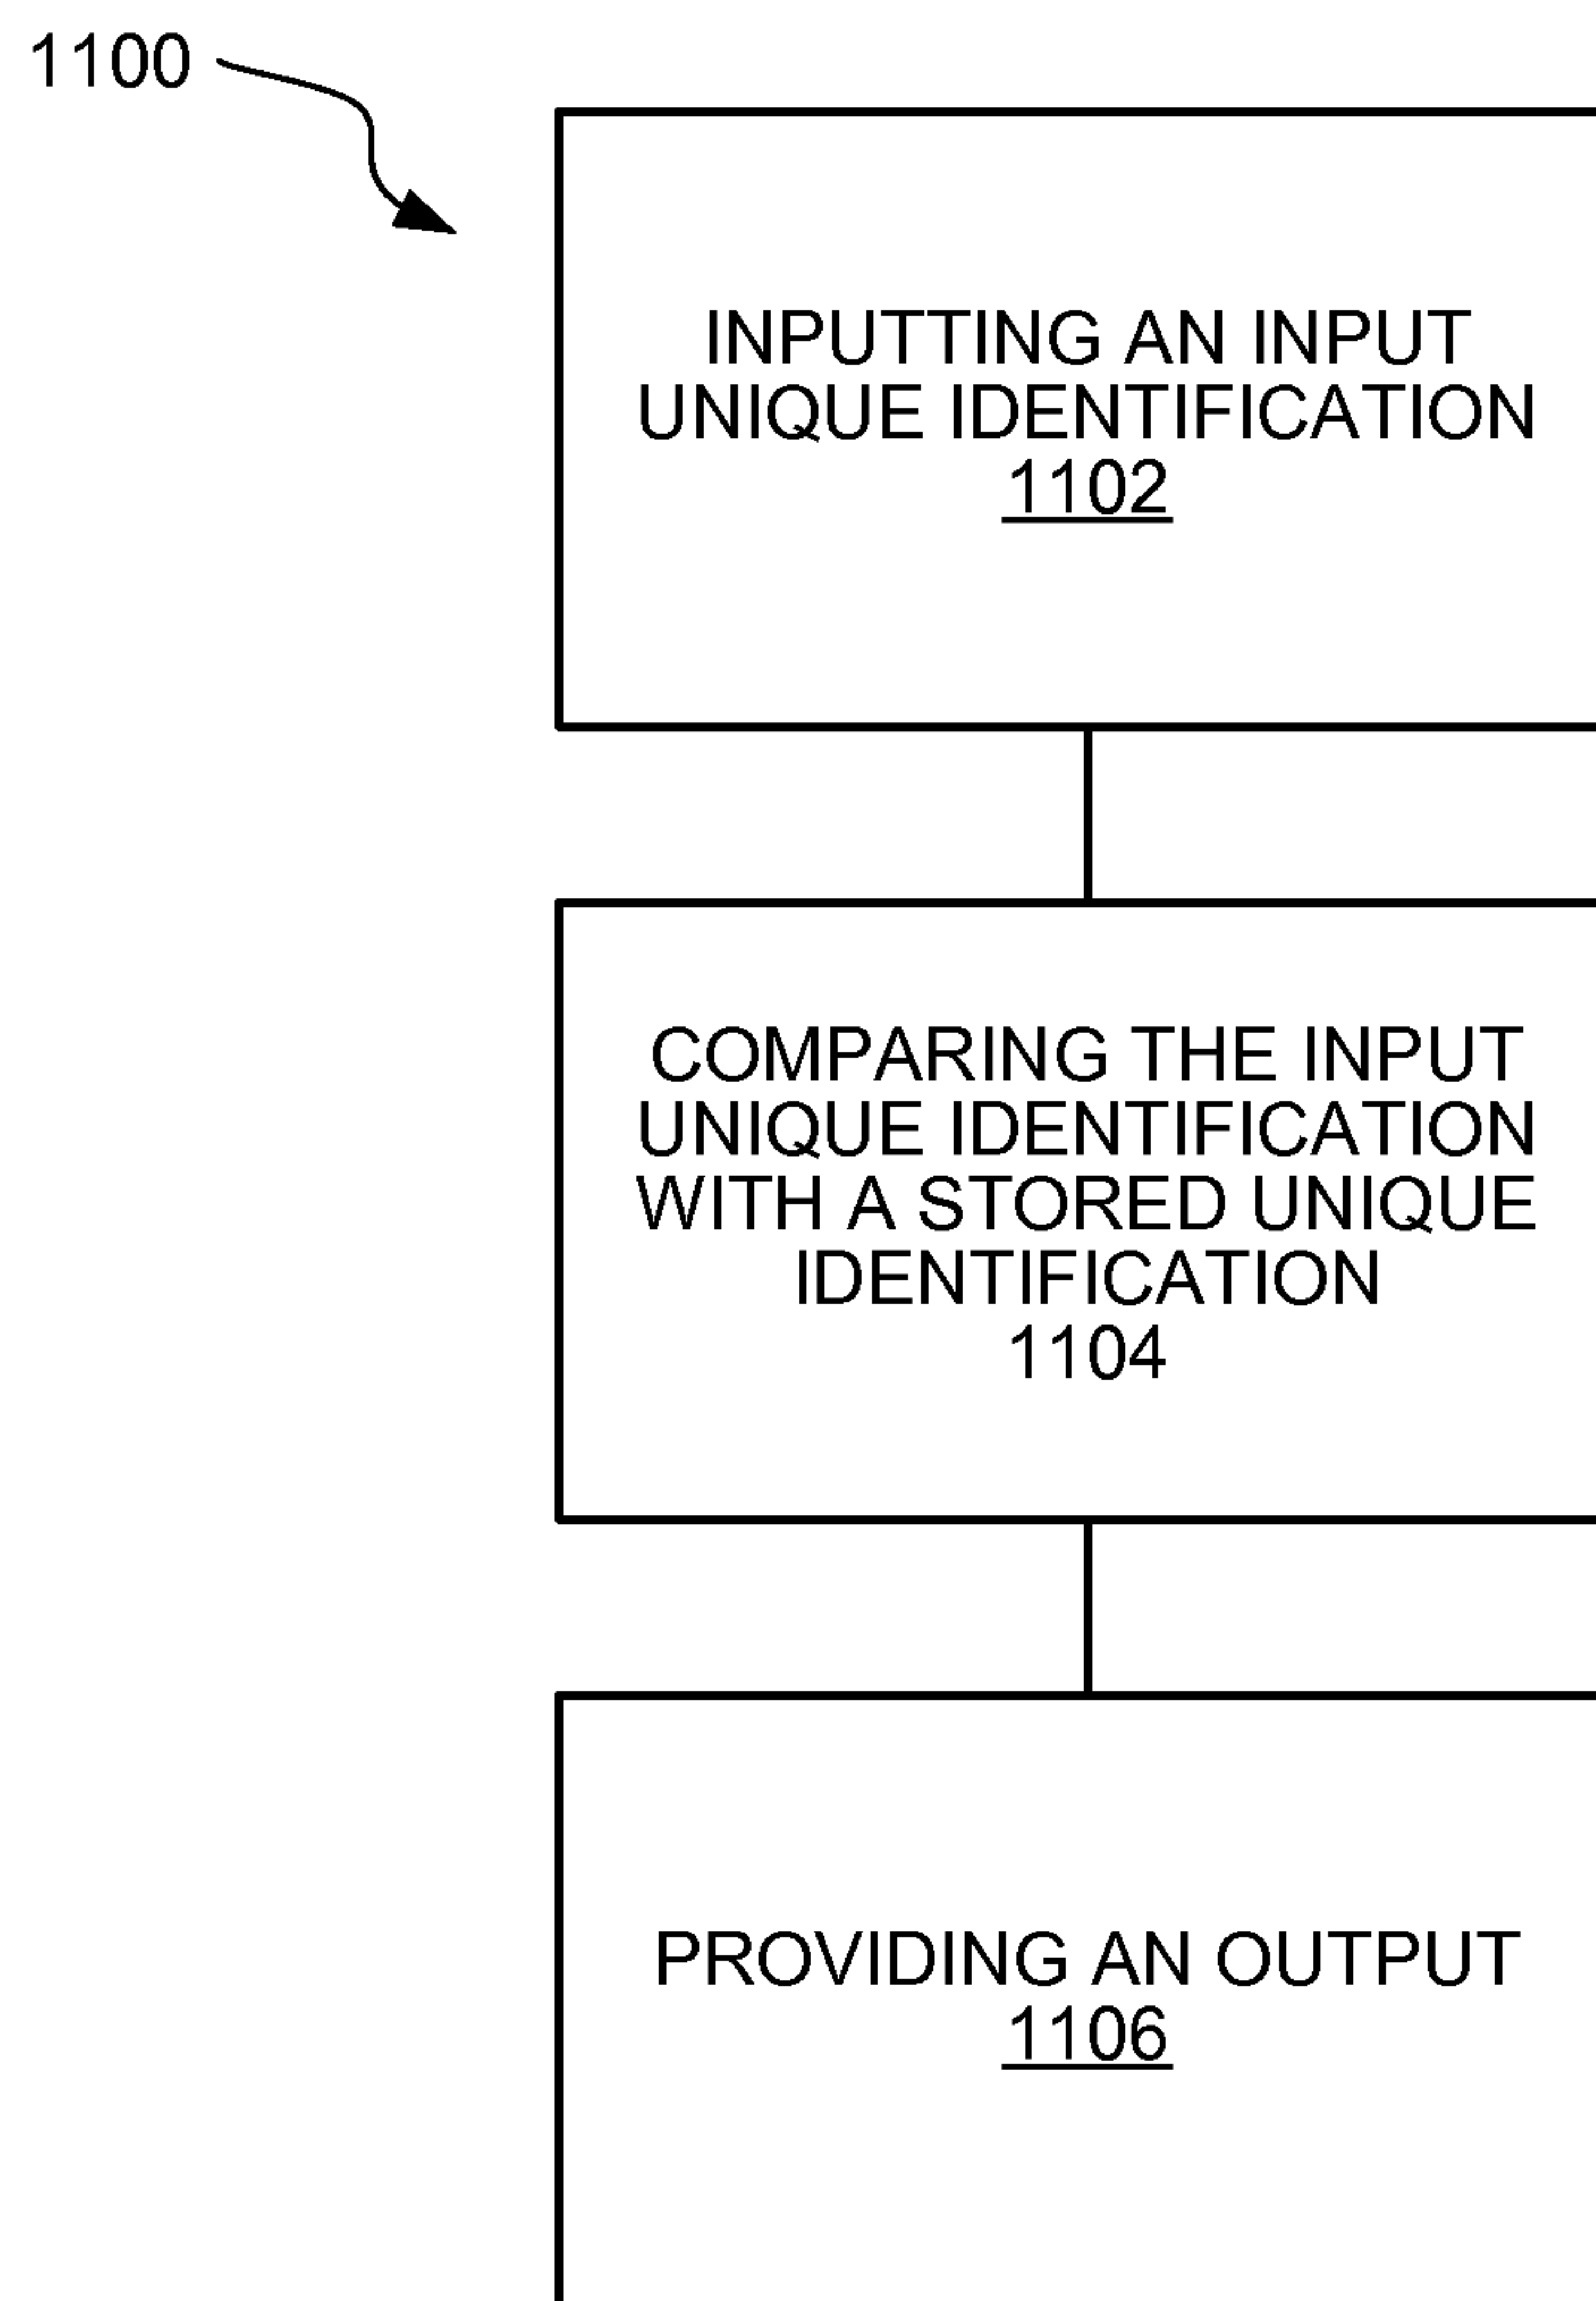 1100
INPUTTING AN INPUT
UNIQUE IDENTIFICATION
1102
COMPARING THE INPUT
UNIQUE IDENTIFICATION
WITH A STORED UNIQUE
IDENTIFICATION
1104
PROVIDING AN OUTPUT
1106